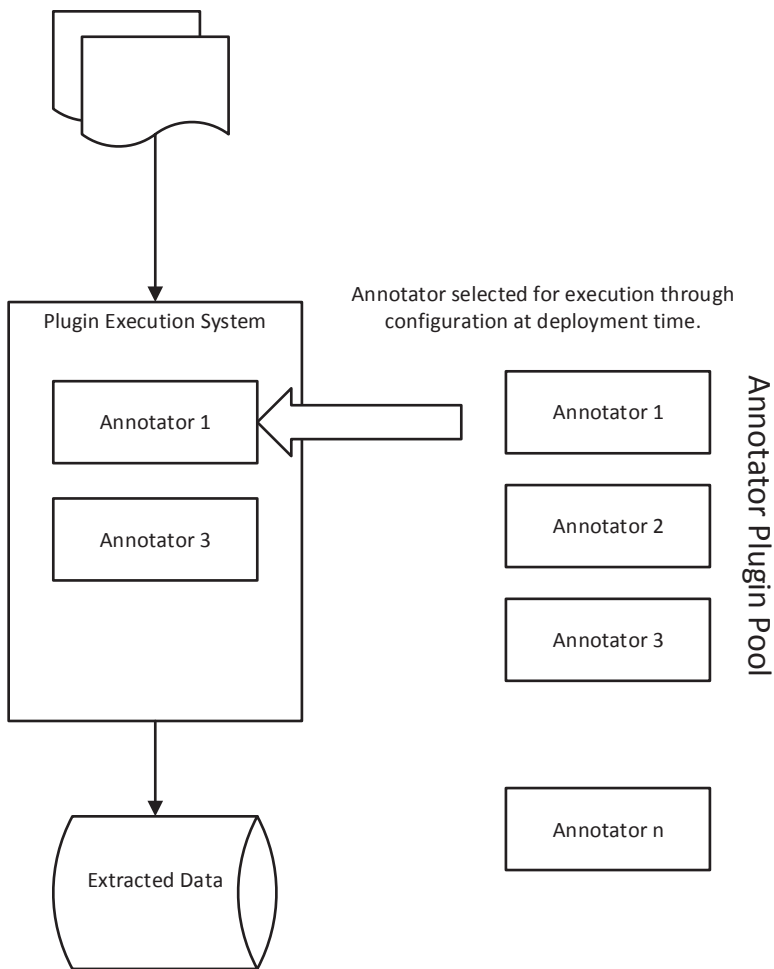 Plugin Execution System
Annotator 1
Annotator 3
Annotator selected for execution through
configuration at deployment time.
Annotator 1
Annotator 2
Annotator 3
Annotator n
Annotator Plugin Pool
Extracted Data